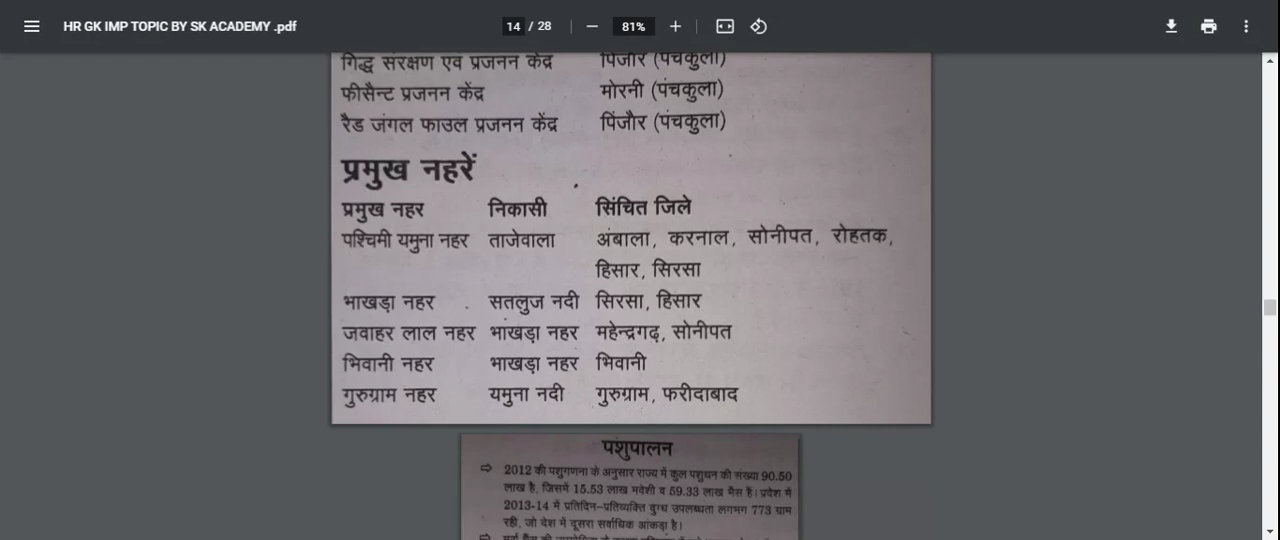 HR GK IMP TOPIC BY SK ACADEMY .pdf 14 / 28 81%
गिद्ध संरक्षण एवं प्रजनन केंद्र पिंजौर (पंचकुला)
फीसैन्ट प्रजनन केंद्र मोरनी (पंचकुला)
रैड जंगल फाउल प्रजनन केंद्र पिंजौर (पंचकुला)
प्रमुख नहरें
प्रमुख नहर निकासी सिंचित जिले
पश्चिमी यमुना नहर ताजेवाला अंबाला, करनाल, सोनीपत, रोहतक,
हिसार, सिरसा
भाखड़ा नहर सतलुज नदी सिरसा, हिसार
जवाहर लाल नहर भाखड़ा नहर महेन्द्रगढ़, सोनीपत
भिवानी नहर भाखड़ा नहर भिवानी
गुरुग्राम नहर यमुना नदी गुरुग्राम, फरीदाबाद
पशुपालन
⇨ 2012 की पशुगणना के अनुसार राज्य में कुल पशुधन की संख्या 90.50
लाख है, जिसमें 15.53 लाख मवेशी व 59.33 लाख भैंस है। प्रदेश में
2013-14 में प्रतिदिन-प्रतिव्यक्ति दुग्ध उपलब्धता लगभग 773 ग्राम
रही, जो देश में दूसरा सर्वाधिक आंकड़ा है।